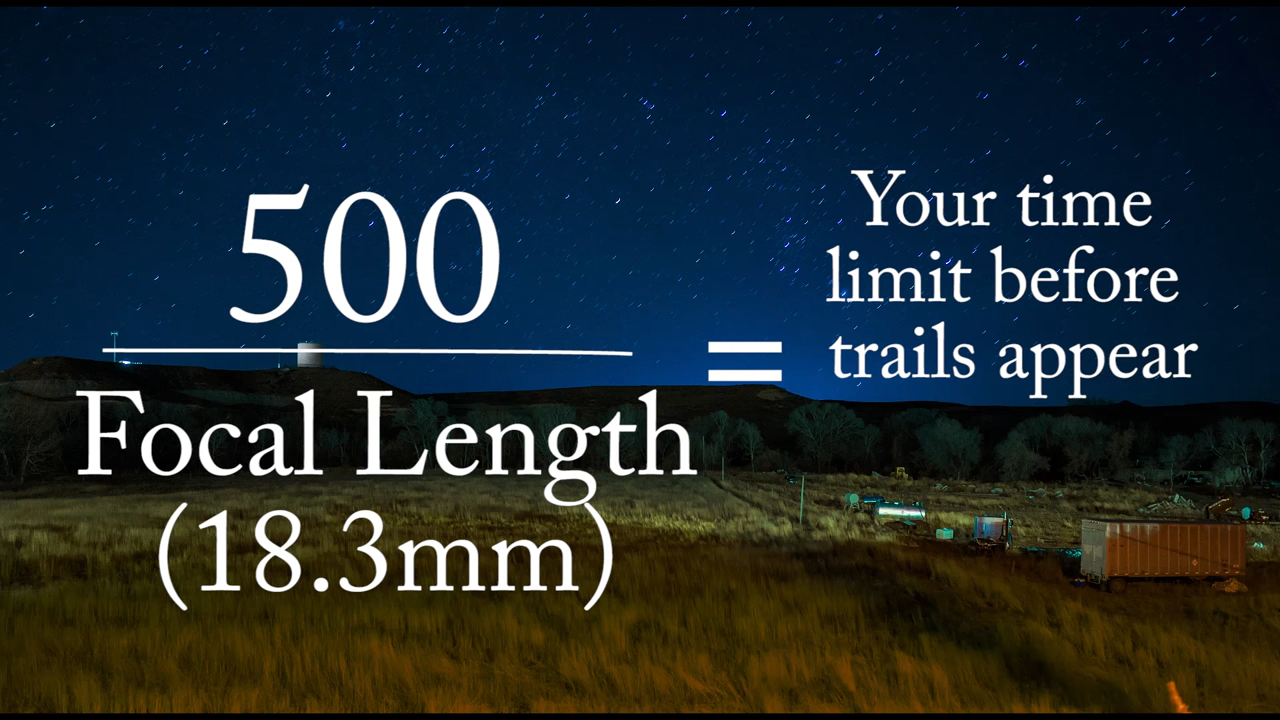 500
Focal Length
(18.3mm)
=
Your time
limit before
trails appear